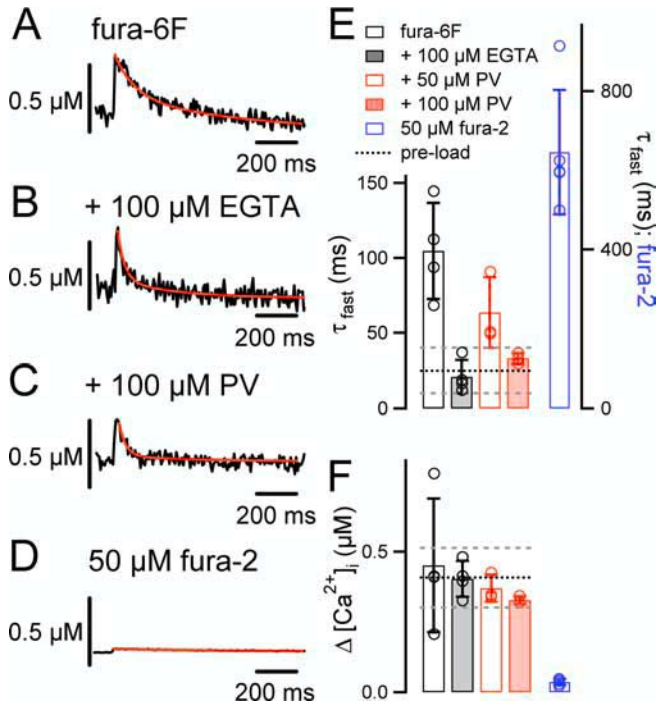 A
fura-6F
0.5 µM
200 ms
B
+ 100 µM EGTA
0.5 µM
200 ms
C
+ 100 µM PV
0.5 µM
200 ms
D
50 µM fura-2
0.5 µM
200 ms
E
fura-6F
+ 100 µM EGTA
+ 50 µM PV
+ 100 µM PV
50 µM fura-2
pre-load
150
100
50
0
τ fast (ms)
800
400
0
τ fast (ms); fura-2
F
0.5
0.0
Δ [Ca2+]i (µM)